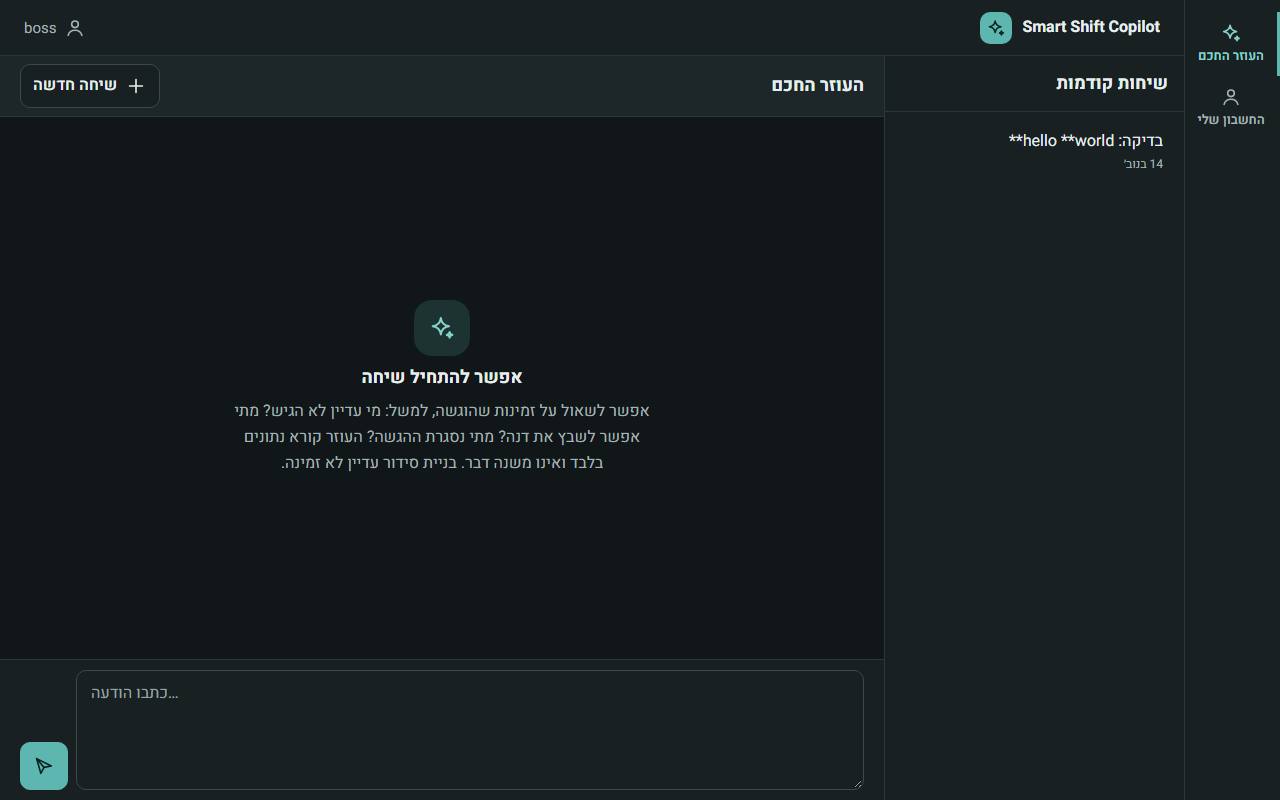 העוזר החכם
החשבון שלי
Smart Shift Copilot
boss
שיחות קודמות
בדיקה: hello **world**
14 בנוב׳
העוזר החכם
שיחה חדשה
אפשר להתחיל שיחה
אפשר לשאול על זמינות שהוגשה, למשל: מי עדיין לא הגיש? מתי
אפשר לשבץ את דנה? מתי נסגרת ההגשה? העוזר קורא נתונים
בלבד ואינו משנה דבר. בניית סידור עדיין לא זמינה.
כתבו הודעה...